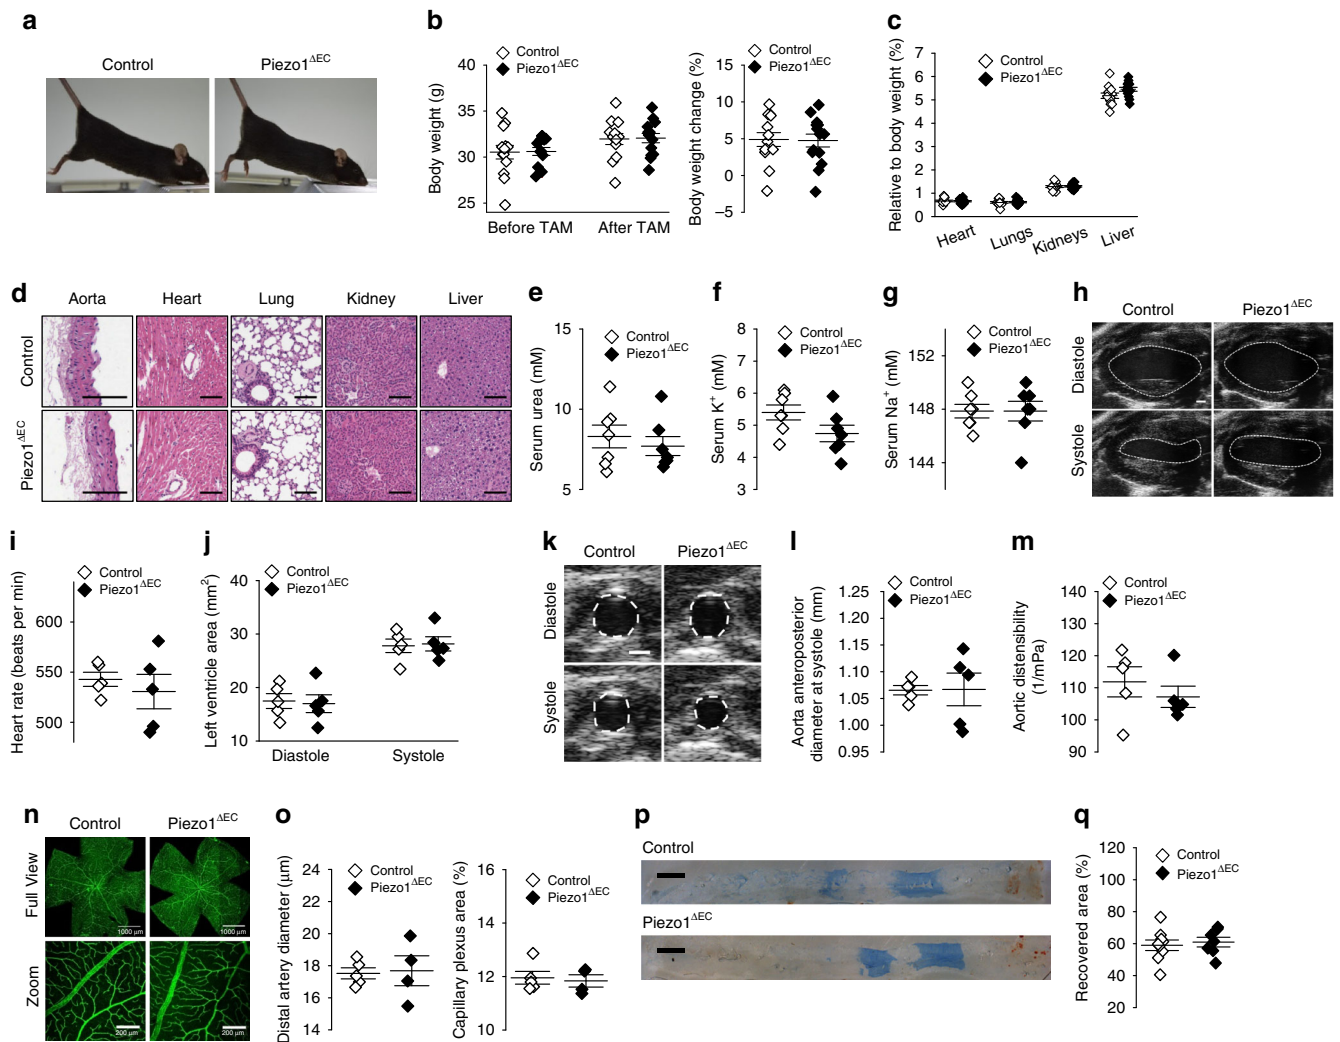 a
Control
Piezo1ΔEC
b
Body weight (g)
40
35
30
25
Control
Piezo1ΔEC
Before TAM
After TAM
Body weight change (%)
15
10
5
0
–5
Control
Piezo1ΔEC
c
Relative to body weight (%)
7
6
5
4
3
2
1
0
Control
Piezo1ΔEC
Heart
Lungs
Kidneys
Liver
d
Aorta
Heart
Lung
Kidney
Liver
Control
Piezo1ΔEC
e
Serum urea (mM)
15
10
5
Control
Piezo1ΔEC
f
Serum K+ (mM)
8
7
6
5
4
3
Control
Piezo1ΔEC
g
Serum Na+ (mM)
152
148
144
Control
Piezo1ΔEC
h
Control
Piezo1ΔEC
Diastole
Systole
i
Heart rate (beats per min)
600
550
500
Control
Piezo1ΔEC
j
Left ventricle area (mm2)
40
30
20
10
Control
Piezo1ΔEC
Diastole
Systole
k
Control
Piezo1ΔEC
Diastole
Systole
l
Aorta anteroposterior
diameter at systole (mm)
1.25
1.20
1.15
1.10
1.05
1.00
0.95
Control
Piezo1ΔEC
m
Aortic distensibility
(1/mPa)
140
130
120
110
100
90
Control
Piezo1ΔEC
n
Control
Piezo1ΔEC
Full View
1000 µm
1000 µm
Zoom
200 µm
200 µm
o
Distal artery diameter (µm)
24
22
20
18
16
14
Control
Piezo1ΔEC
Capillary plexus area (%)
16
14
12
10
Control
Piezo1ΔEC
p
Control
Piezo1ΔEC
q
Recovered area (%)
120
100
80
60
40
20
Control
Piezo1ΔEC